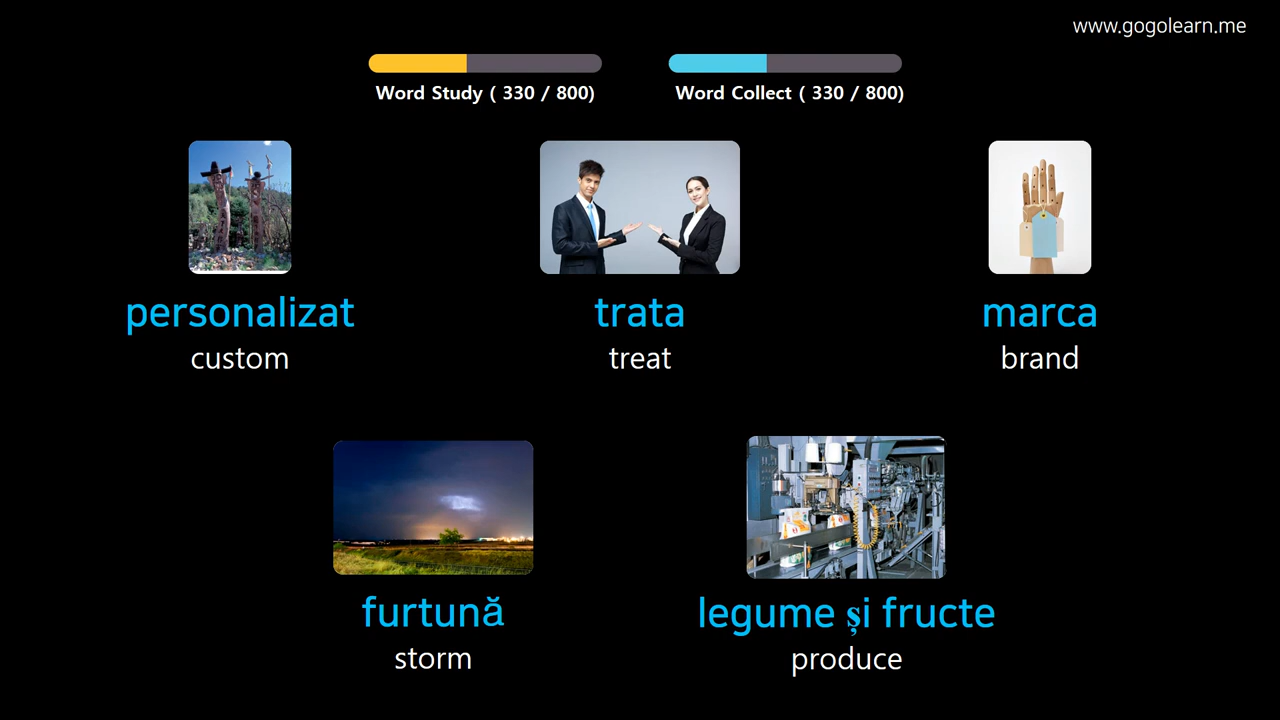 www.gogolearn.me
Word Study ( 330 / 800)
Word Collect ( 330 / 800)
personalizat
custom
trata
treat
marca
brand
furtună
storm
legume și fructe
produce